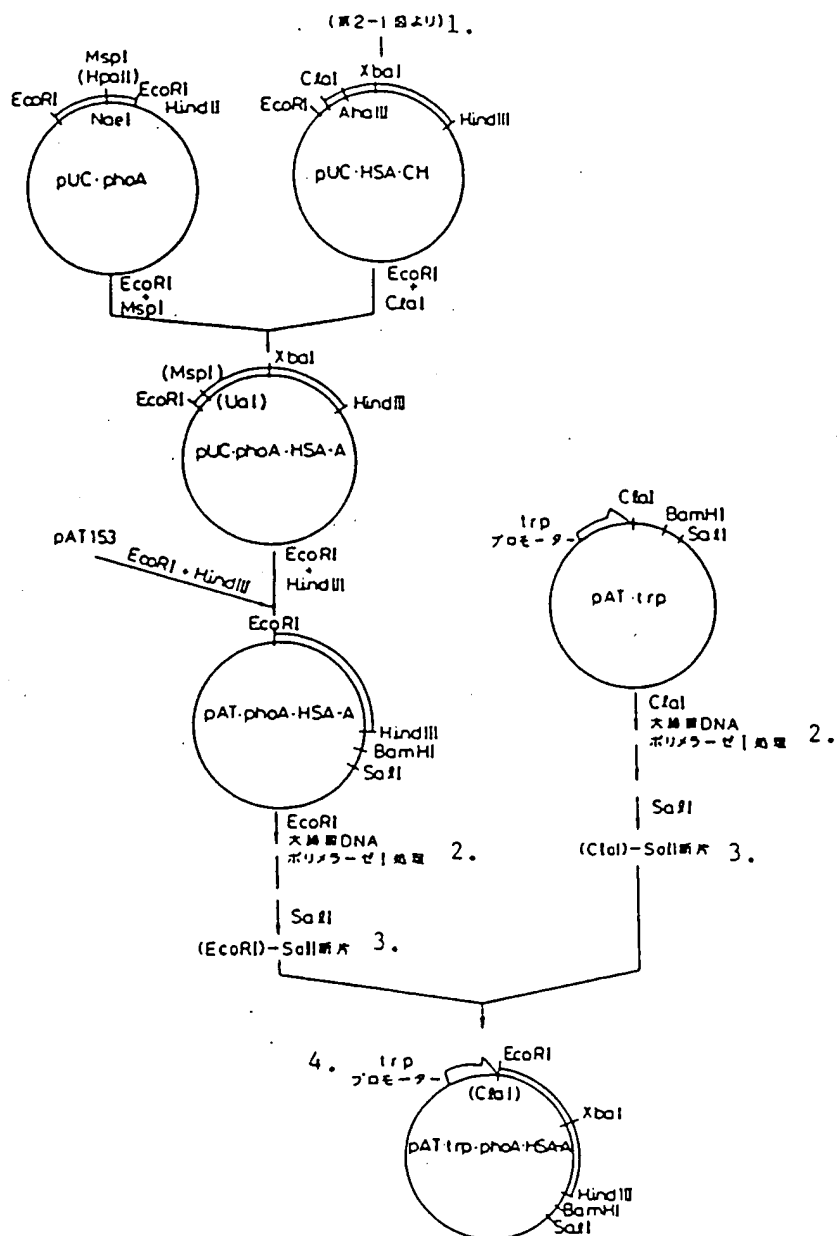 (第2-1図より) 1.
MspI
(HpaII)
EcoRI
EcoRI
HindII
NaeI
pUC·phoA
XbaI
ClaI
EcoRI
AhaIII
HindIII
pUC·HSA·CH
EcoRI
+
MspI
EcoRI
+
ClaI
XbaI
(MspI)
EcoRI
(UaI)
HindIII
pUC·phoA·HSA-A
pAT153
EcoRI + HindIII
EcoRI
+
HindIII
EcoRI
pAT·phoA·HSA-A
HindIII
BamHI
SalI
EcoRI
大腸菌DNA
ポリメラーゼI処理 2.
SalI
(EcoRI)-SalI断片 3.
ClaI
trp
プロモーター
BamHI
SalI
pAT·trp
ClaI
大腸菌DNA
ポリメラーゼI処理 2.
SalI
(ClaI)-SalI断片 3.
4. trp
プロモーター
EcoRI
(ClaI)
XbaI
pAT·trp·phoA·HSA-A
HindIII
BamHI
SalI